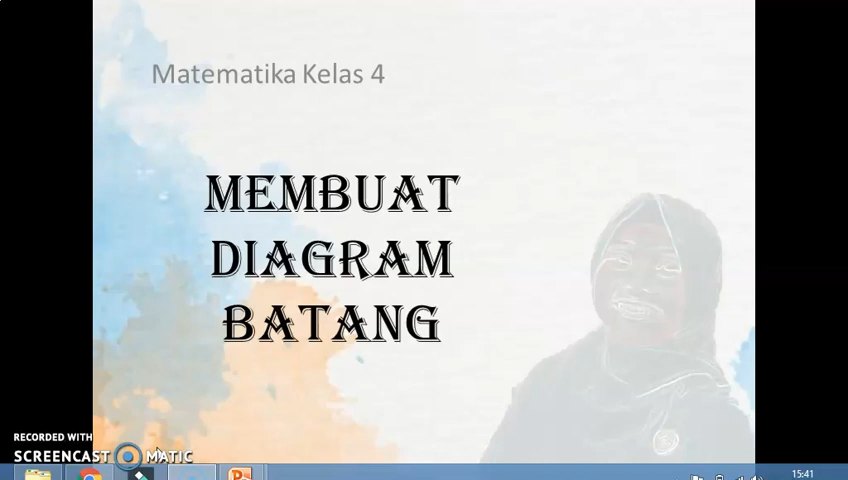 Matematika Kelas 4
MEMBUAT
DIAGRAM
BATANG
RECORDED WITH
SCREENCAST MATIC
15:41